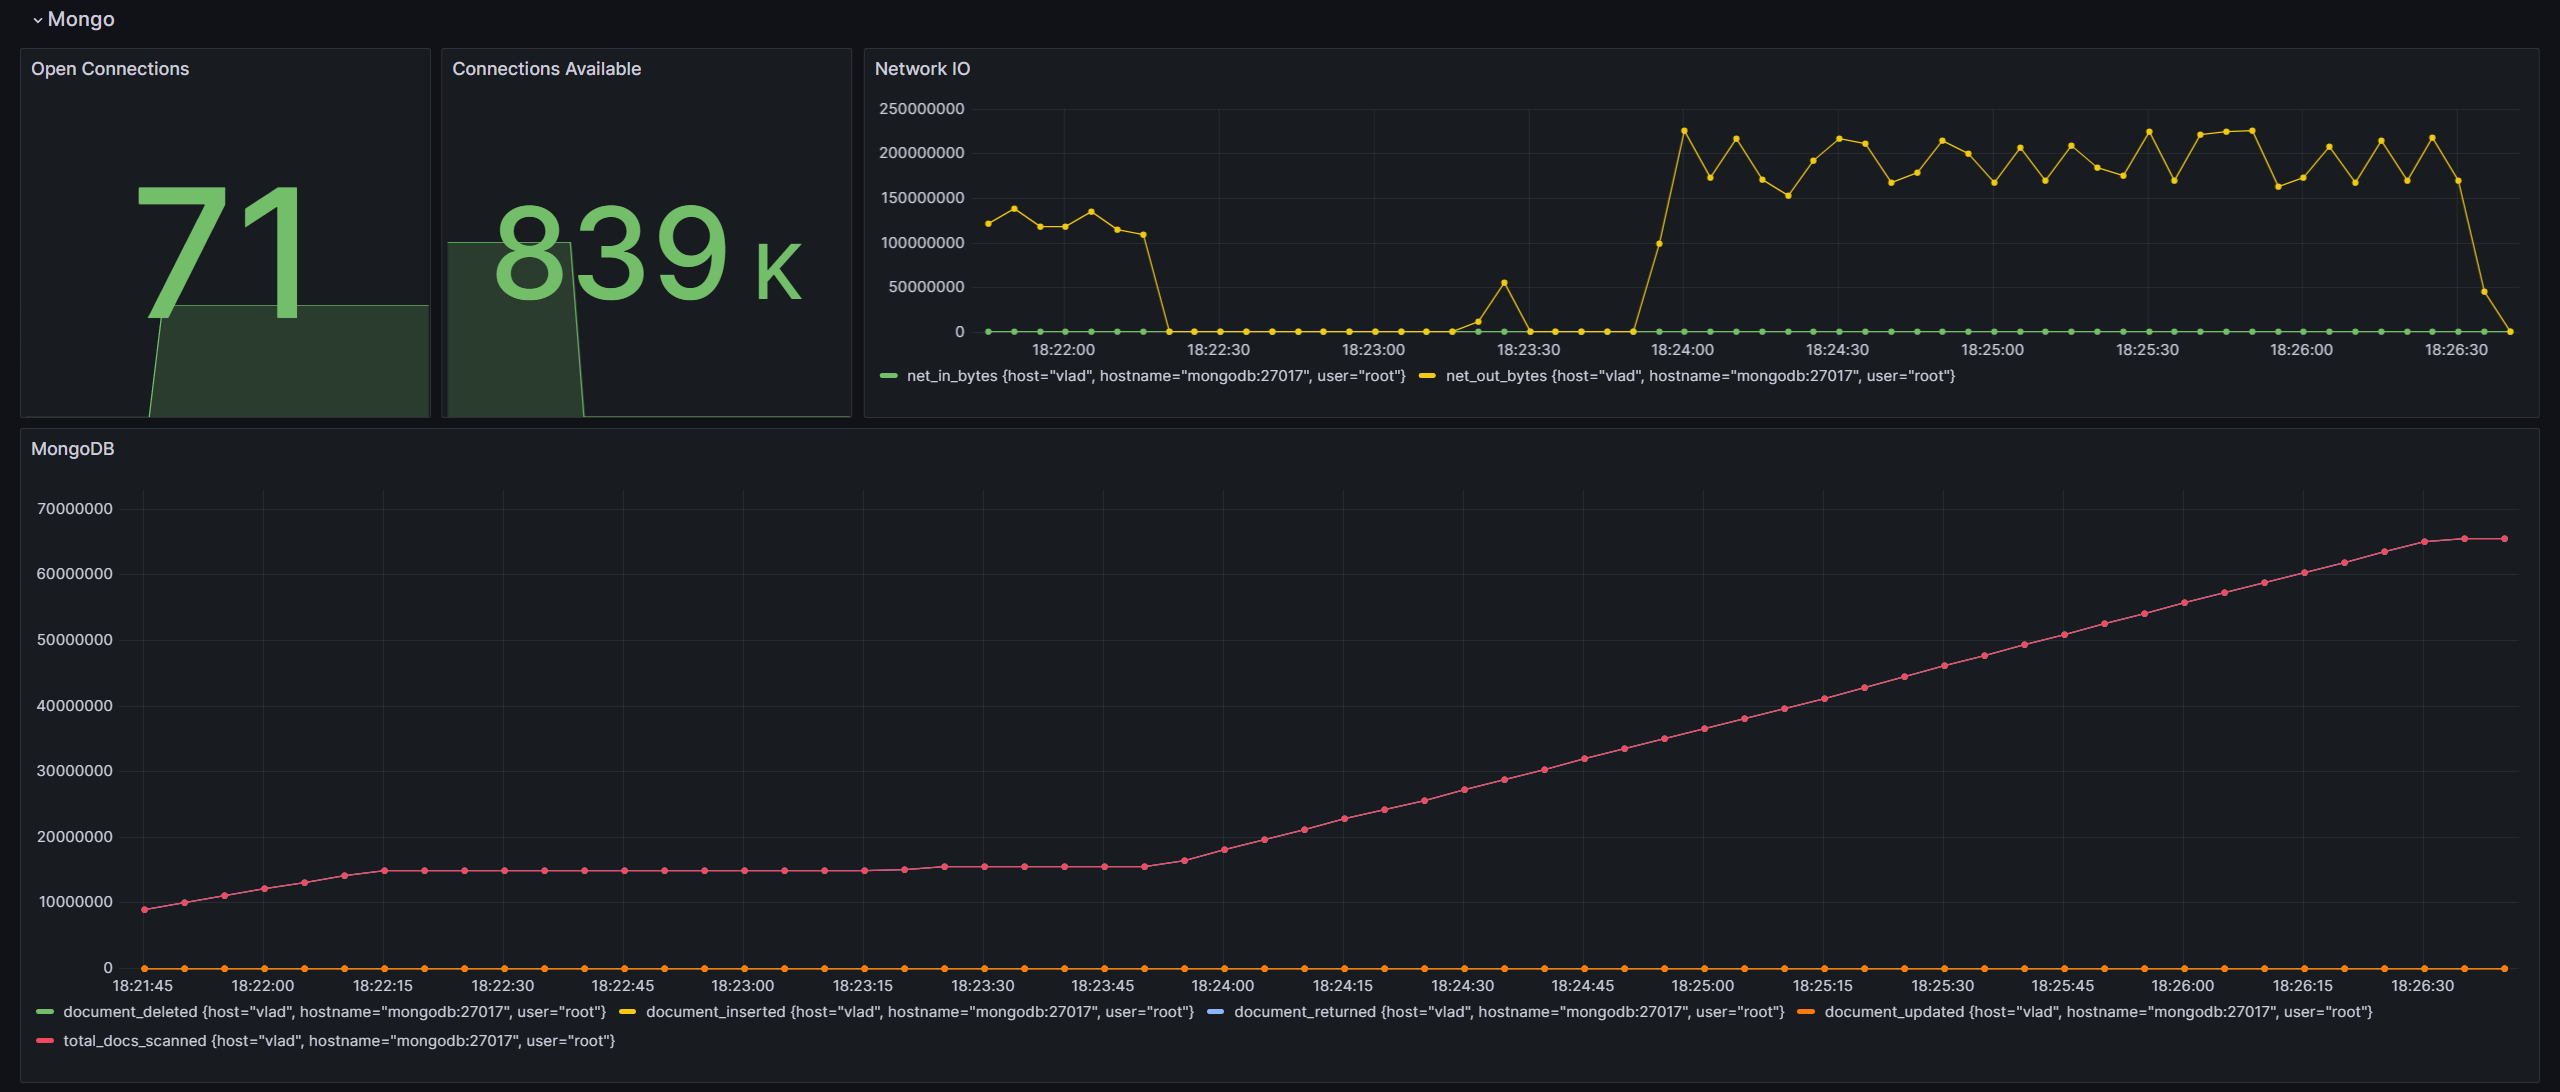 Mongo
Open Connections
71
Connections Available
839 K
Network IO
250000000
200000000
150000000
100000000
50000000
0
18:22:00 18:22:30 18:23:00 18:23:30 18:24:00 18:24:30 18:25:00 18:25:30 18:26:00 18:26:30
net_in_bytes {host="vlad", hostname="mongodb:27017", user="root"} net_out_bytes {host="vlad", hostname="mongodb:27017", user="root"}
MongoDB
70000000
60000000
50000000
40000000
30000000
20000000
10000000
0
18:21:45 18:22:00 18:22:15 18:22:30 18:22:45 18:23:00 18:23:15 18:23:30 18:23:45 18:24:00 18:24:15 18:24:30 18:24:45 18:25:00 18:25:15 18:25:30 18:25:45 18:26:00 18:26:15 18:26:30
document_deleted {host="vlad", hostname="mongodb:27017", user="root"} document_inserted {host="vlad", hostname="mongodb:27017", user="root"} document_returned {host="vlad", hostname="mongodb:27017", user="root"} document_updated {host="vlad", hostname="mongodb:27017", user="root"}
total_docs_scanned {host="vlad", hostname="mongodb:27017", user="root"}